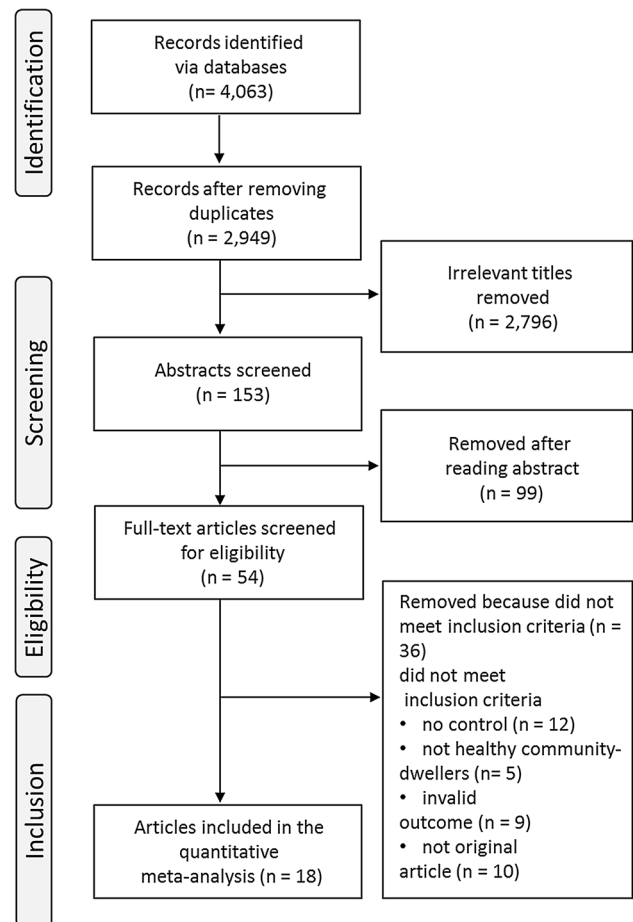 Identification
Records identified
via databases
(n= 4,063)
Records after removing
duplicates
(n = 2,949)
Irrelevant titles
removed
(n = 2,796)
Screening
Abstracts screened
(n = 153)
Removed after
reading abstract
(n = 99)
Eligibility
Full-text articles screened
for eligibility
(n = 54)
Removed because did not
meet inclusion criteria (n =
36)
did not meet
inclusion criteria
• no control (n = 12)
• not healthy community-
dwellers (n= 5)
• invalid
outcome (n = 9)
• not original
article (n = 10)
Inclusion
Articles included in the
quantitative
meta-analysis (n = 18)